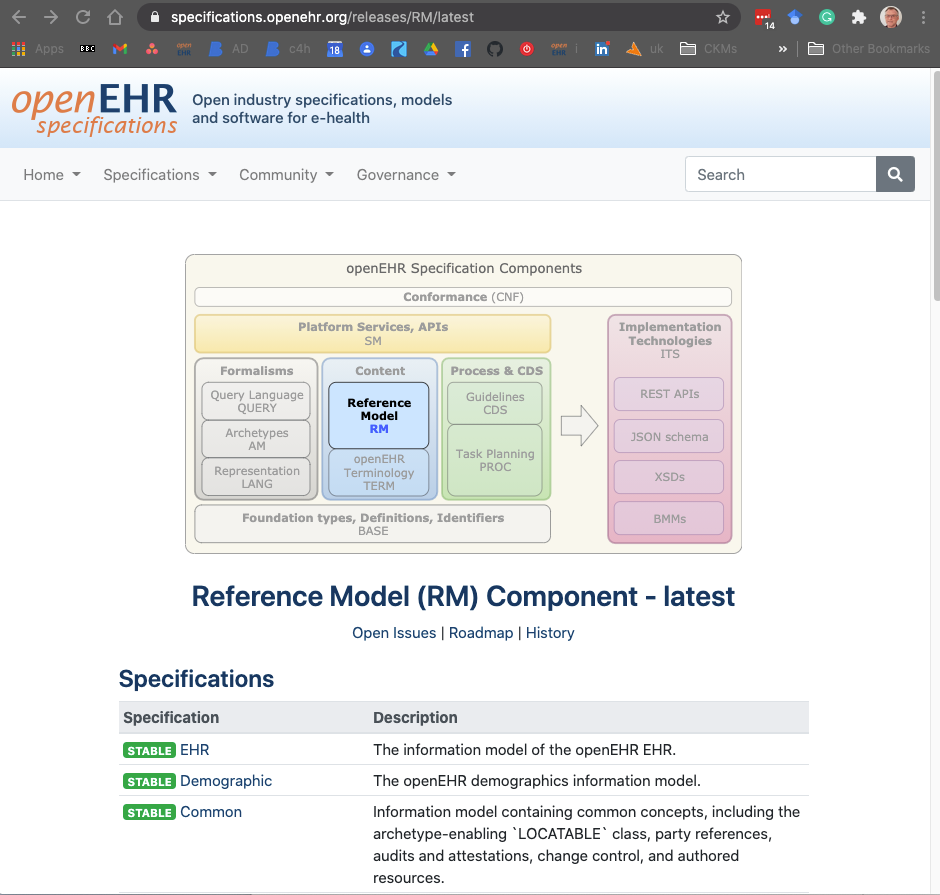 specifications.openehr.org/releases/RM/latest
14
Apps
BBC
openEHR
AD
c4h
18
openEHR i
in
uk
CKMs
»
Other Bookmarks
openEHR
specifications
Open industry specifications, models
and software for e-health
Home
Specifications
Community
Governance
Search
openEHR Specification Components
Conformance (CNF)
Platform Services, APIs
SM
Formalisms
Query Language
QUERY
Archetypes
AM
Representation
LANG
Content
Reference
Model
RM
openEHR
Terminology
TERM
Process & CDS
Guidelines
CDS
Task Planning
PROC
Foundation types, Definitions, Identifiers
BASE
Implementation
Technologies
ITS
REST APIs
JSON schema
XSDs
BMMs
Reference Model (RM) Component - latest
Open Issues | Roadmap | History
Specifications
Specification Description
STABLE EHR The information model of the openEHR EHR.
STABLE Demographic The openEHR demographics information model.
STABLE Common Information model containing common concepts, including the
archetype-enabling `LOCATABLE` class, party references,
audits and attestations, change control, and authored
resources.